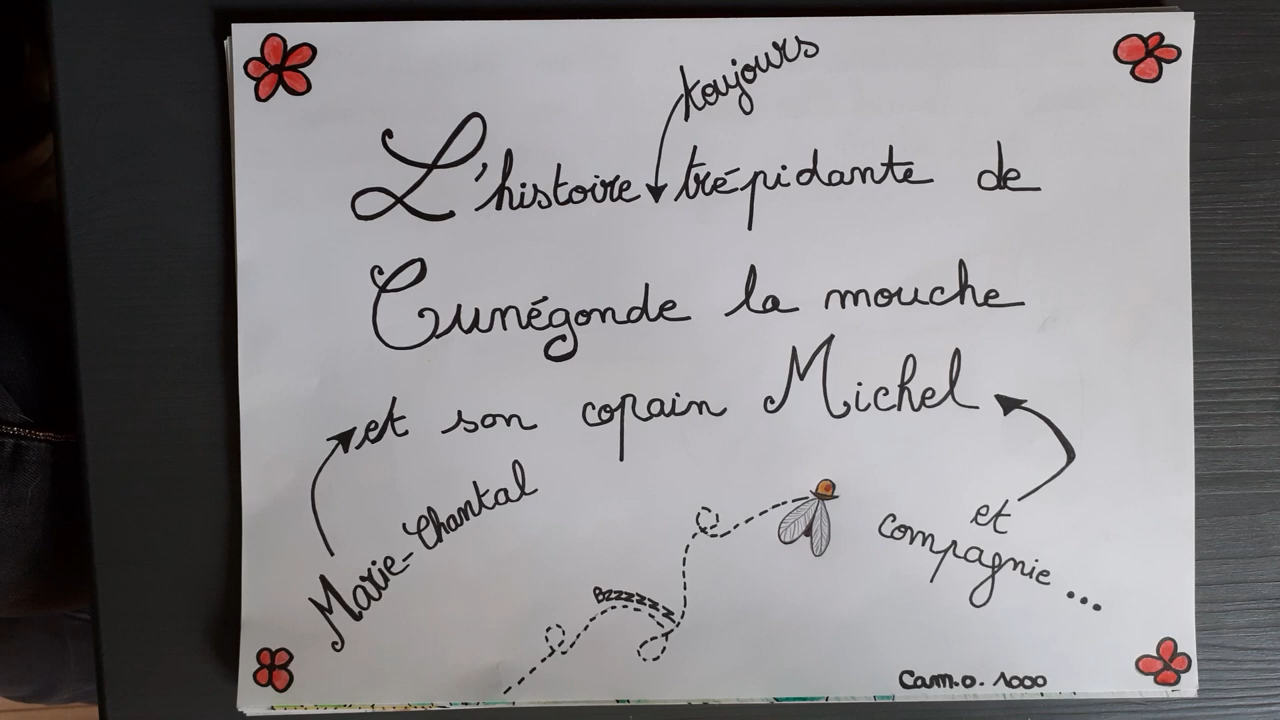 toujours
L'histoire trépidante de
Cunégonde la mouche
et son copain Michel
Marie-Chantal
et
compagnie...
Bzzzzzz
Cam.o. 1000